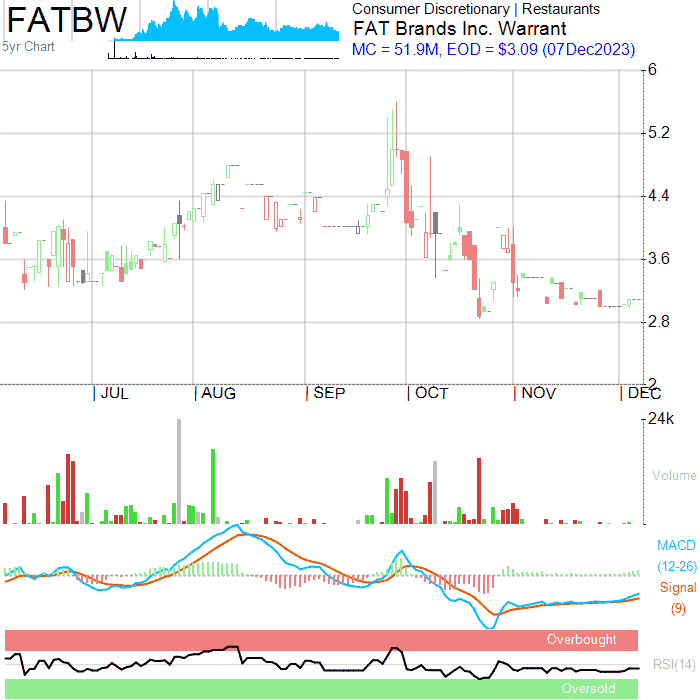 FATBW
5yr Chart
Consumer Discretionary | Restaurants
FAT Brands Inc. Warrant
MC = 51.9M, EOD = $3.09 (07Dec2023)
6
5.2
4.4
3.6
2.8
2
JUL AUG SEP OCT NOV DEC
24k
Volume
MACD
(12-26)
Signal
(9)
Overbought
RSI(14)
Oversold